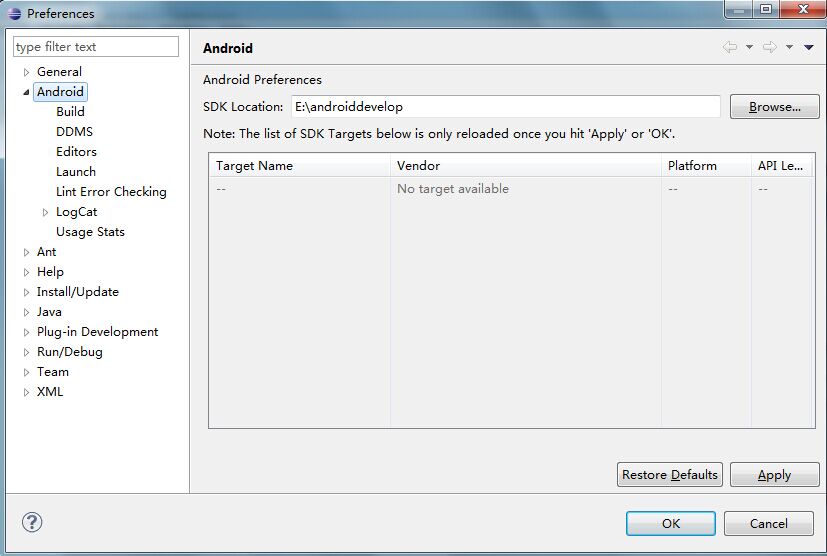 Preferences
type filter text
General
Android
Build
DDMS
Editors
Launch
Lint Error Checking
LogCat
Usage Stats
Ant
Help
Install/Update
Java
Plug-in Development
Run/Debug
Team
XML
Android
Android Preferences
SDK Location: E:\androiddevelop Browse...
Note: The list of SDK Targets below is only reloaded once you hit 'Apply' or 'OK'.
Target Name Vendor Platform API Le...
-- No target available -- --
Restore Defaults Apply
? OK Cancel